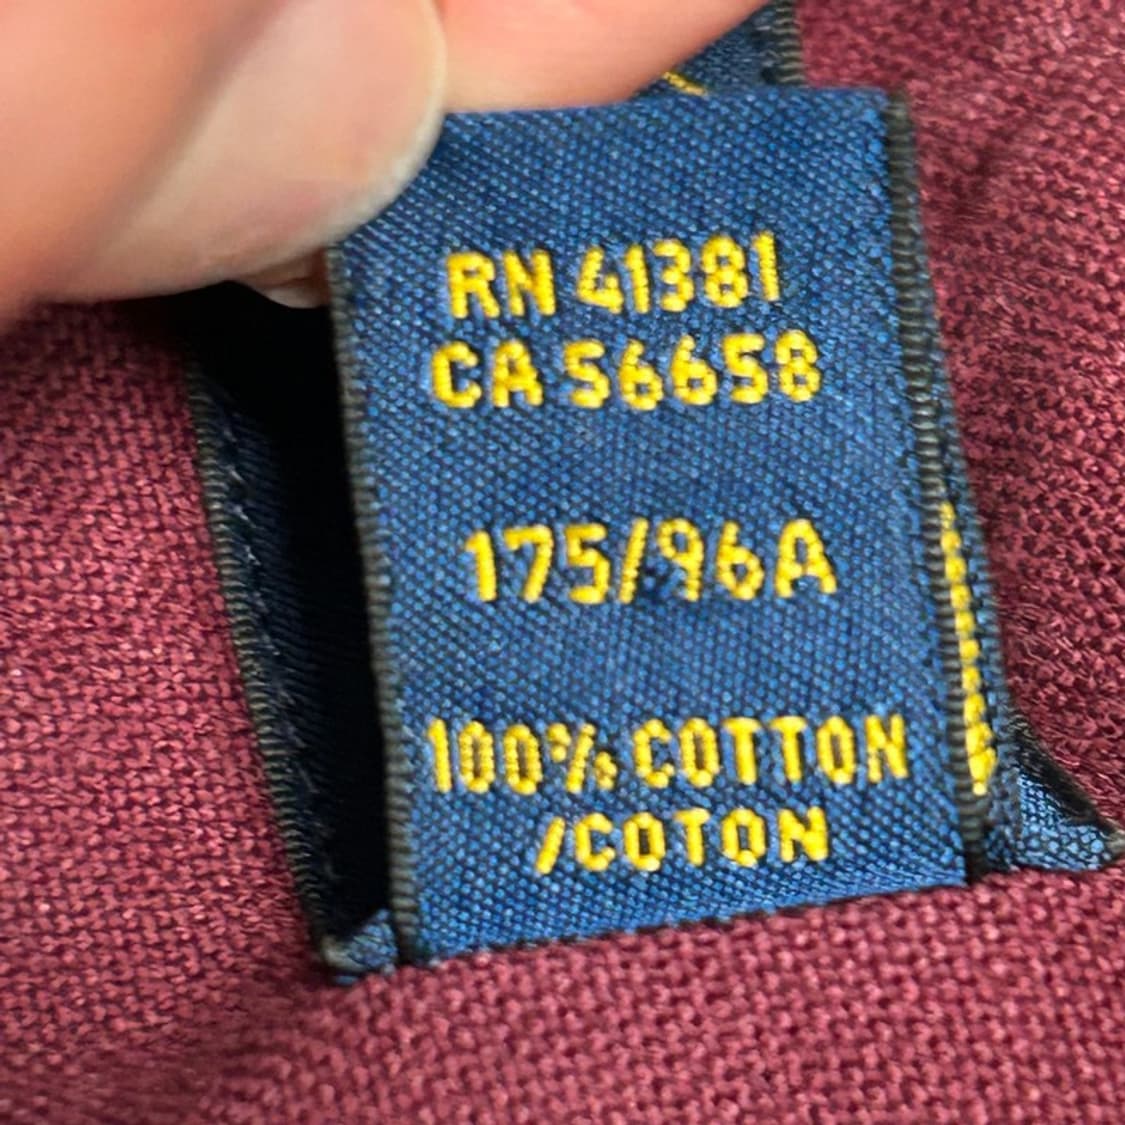 RN 41381
CA 56658
175/96A
100% COTTON
/COTON